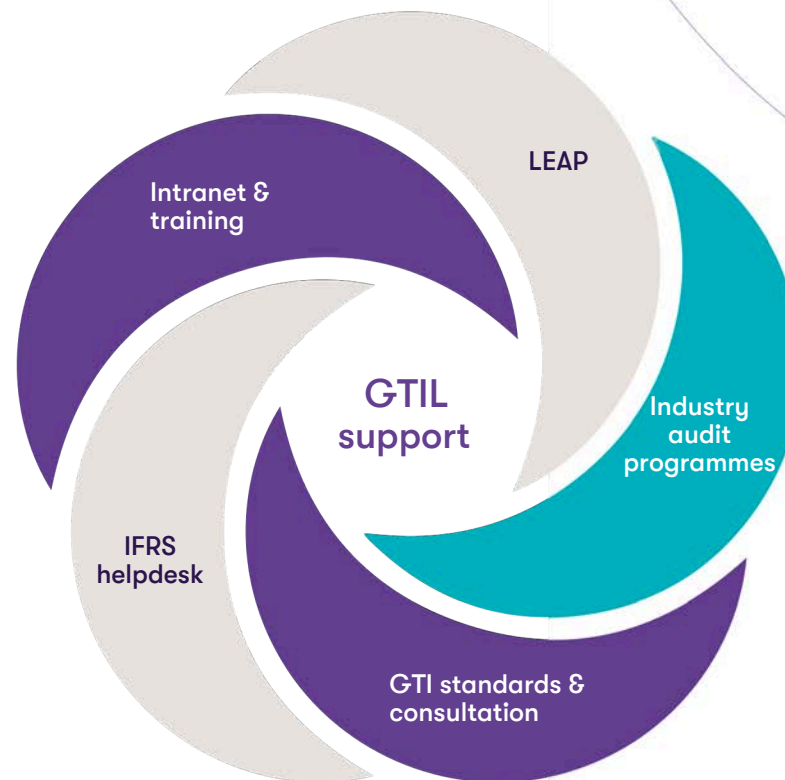 LEAP
Intranet &
training
GTIL
support
Industry
audit
programmes
IFRS
helpdesk
GTI standards &
consultation